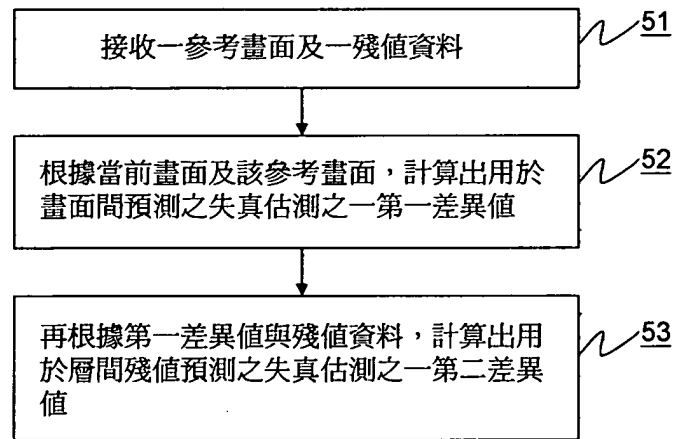 接收一參考畫面及一殘值資料
51
根據當前畫面及該參考畫面，計算出用於
畫面間預測之失真估測之一第一差異值
52
再根據第一差異值與殘值資料，計算出用
於層間殘值預測之失真估測之一第二差異
值
53